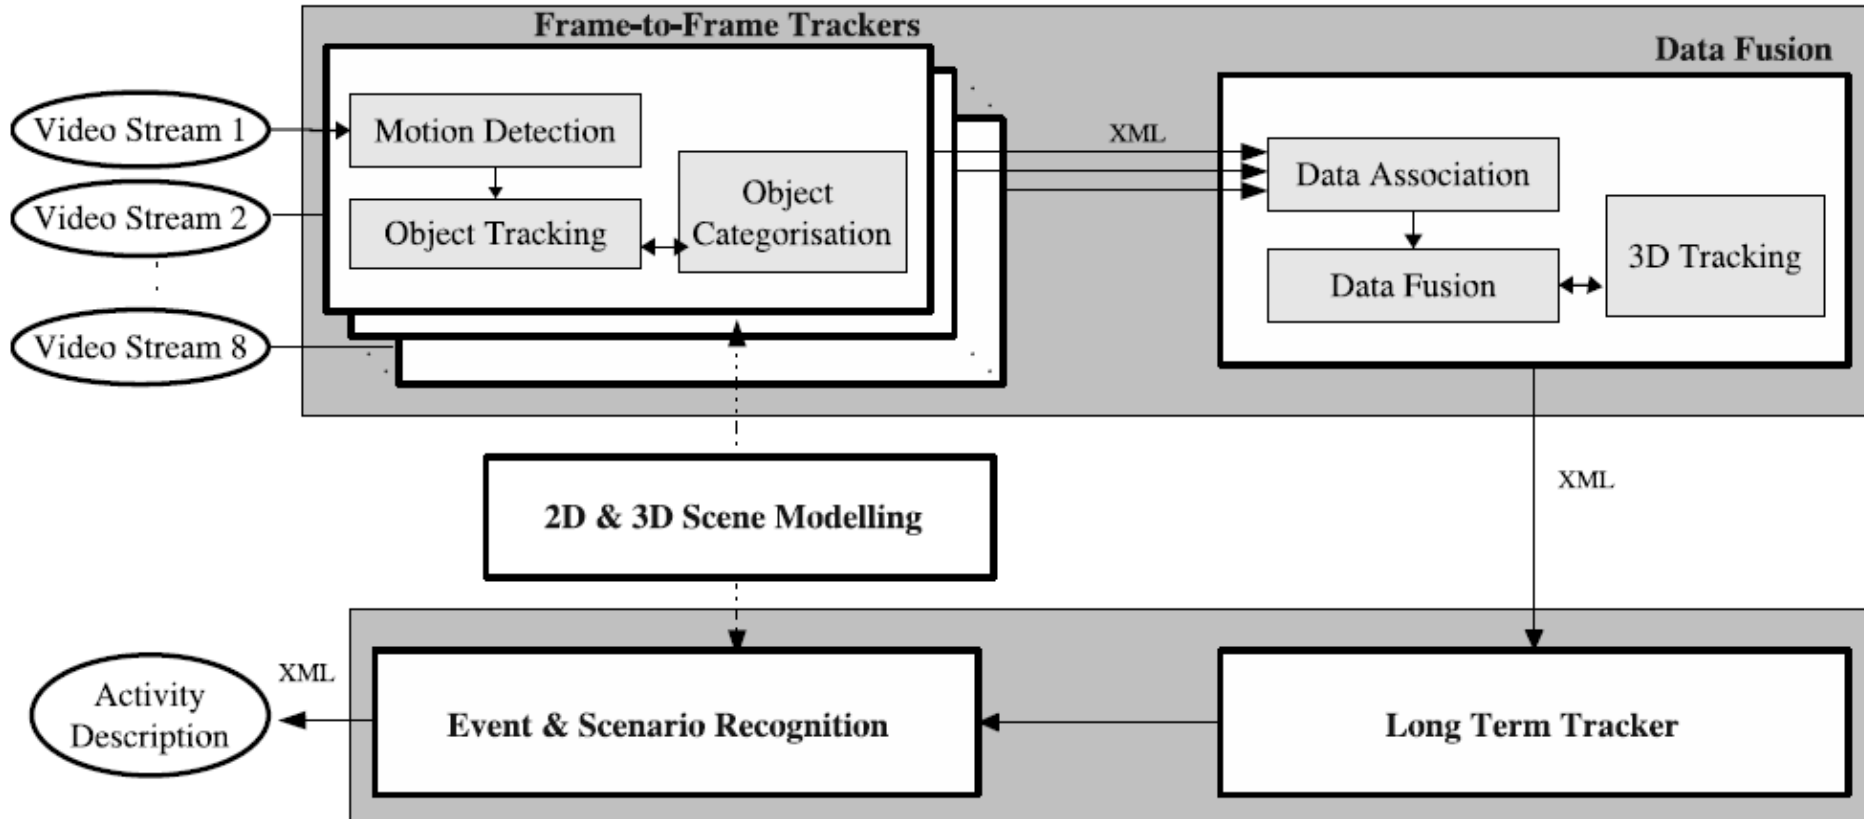 Frame-to-Frame Trackers
Data Fusion
Video Stream 1
Motion Detection
XML
Object
Categorisation
Data Association
Video Stream 2
Object Tracking
3D Tracking
Data Fusion
Video Stream 8
XML
2D & 3D Scene Modelling
XML
Activity
Description
Event & Scenario Recognition
Long Term Tracker